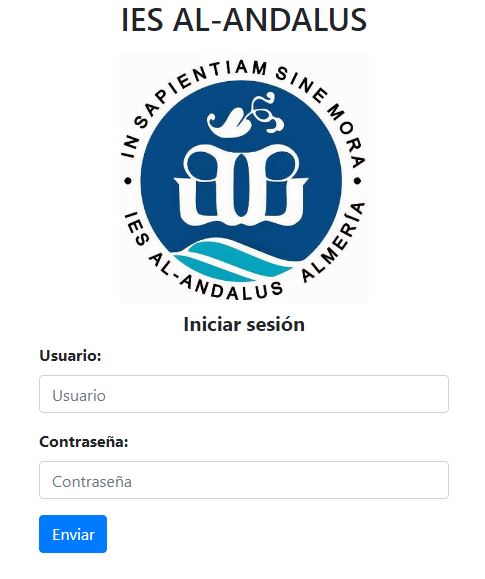 IES AL-ANDALUS
IN SAPIENTIAM SINE MORA
IES AL-ANDALUS ALMERÍA
Iniciar sesión
Usuario:
Usuario
Contraseña:
Contraseña
Enviar